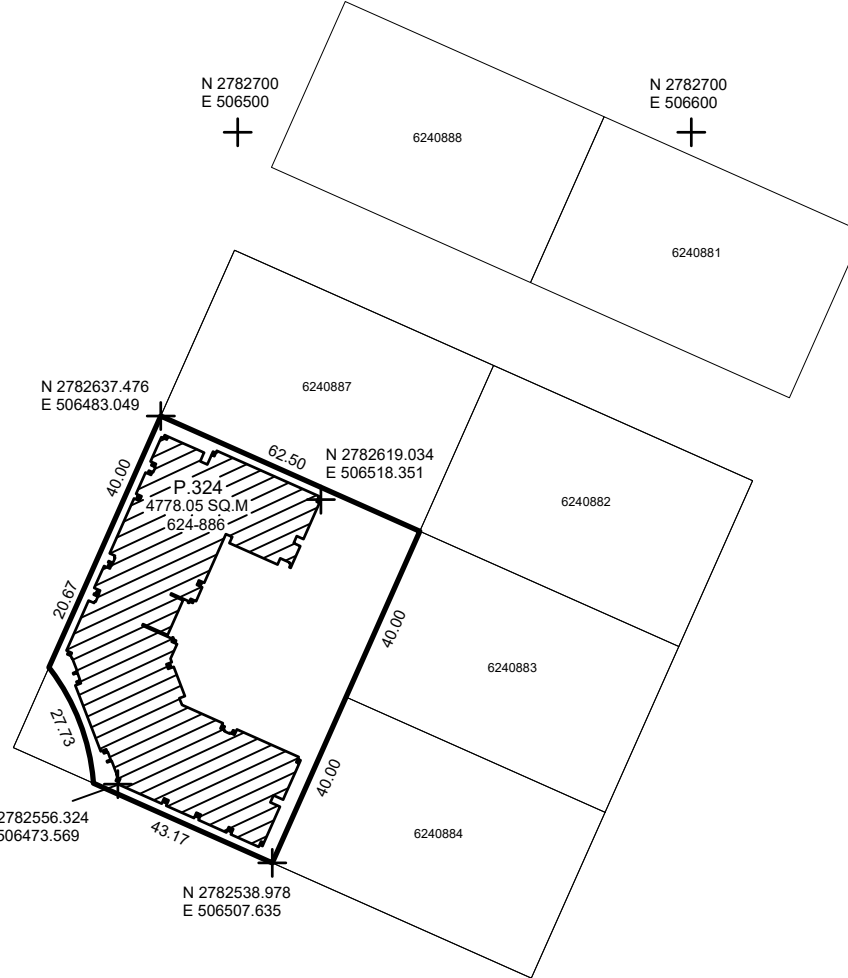 N 2782700
E 506500
N 2782700
E 506600
6240888
6240881
N 2782637.476
E 506483.049
6240887
62.50
N 2782619.034
E 506518.351
40.00
P.324
4778.05 SQ.M
624-886
6240882
20.67
40.00
6240883
27.73
40.00
2782556.324
506473.569
43.17
6240884
N 2782538.978
E 506507.635